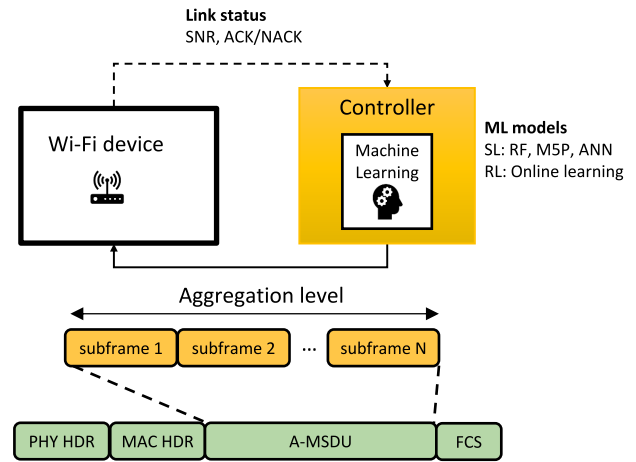 Link status
SNR, ACK/NACK
Wi-Fi device
Controller
Machine
Learning
ML models
SL: RF, M5P, ANN
RL: Online learning
Aggregation level
subframe 1
subframe 2
...
subframe N
PHY HDR
MAC HDR
A-MSDU
FCS